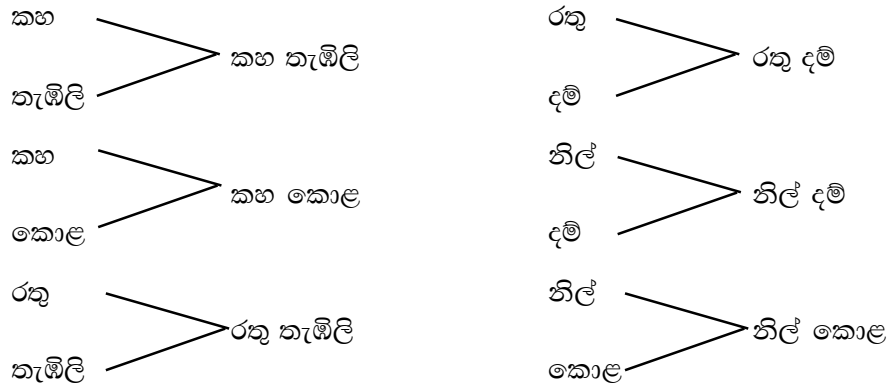 කහ
තැඹිලි
කහ තැඹිලි
කහ
කොළ
කහ කොළ
රතු
තැඹිලි
රතු තැඹිලි
රතු
දම්
රතු දම්
නිල්
දම්
නිල් දම්
නිල්
කොළ
නිල් කොළ